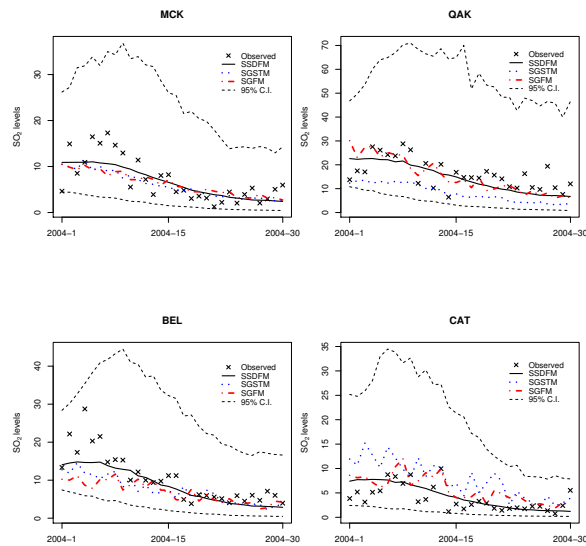 MCK
SO2 levels
0 10 20 30
2004−1 2004−15 2004−30
Observed
SSDFM
SGSTM
SGFM
95% C.I.
QAK
SO2 levels
0 10 20 30 40 50 60 70
2004−1 2004−15 2004−30
Observed
SSDFM
SGSTM
SGFM
95% C.I.
BEL
SO2 levels
0 10 20 30 40
2004−1 2004−15 2004−30
Observed
SSDFM
SGSTM
SGFM
95% C.I.
CAT
SO2 levels
0 5 10 15 20 25 30 35
2004−1 2004−15 2004−30
Observed
SSDFM
SGSTM
SGFM
95% C.I.